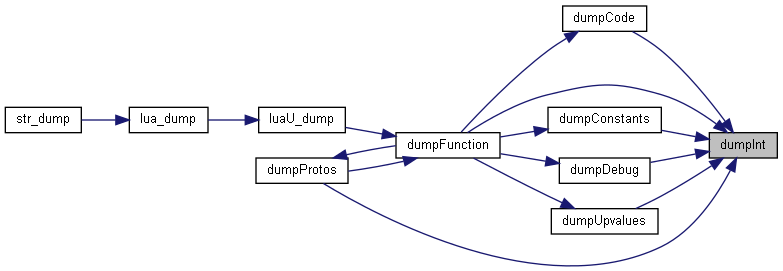 dumpCode
str_dump
lua_dump
luaU_dump
dumpConstants
dumpFunction
dumpInt
dumpProtos
dumpDebug
dumpUpvalues